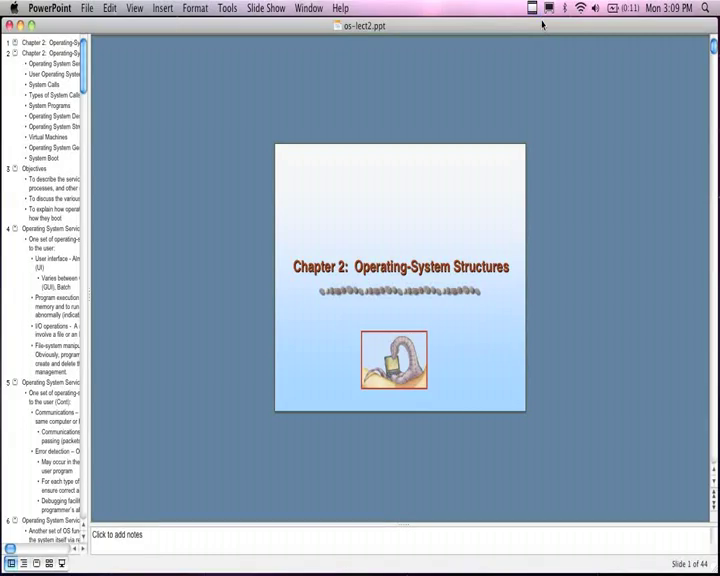 PowerPoint File Edit View Insert Format Tools Slide Show Window Help (0:11) Mon 3:09 PM
os-lect2.ppt
1 Chapter 2: Operating-Sy
2 Chapter 2: Operating-Sy
• Operating System Ser
• User Operating Syste
• System Calls
• Types of System Calls
• System Programs
• Operating System De
• Operating System Str
• Virtual Machines
• Operating System Ge
• System Boot
3 Objectives
• To describe the servic
processes, and other
• To discuss the various
• To explain how operat
how they boot
4 Operating System Servic
• One set of operating-s
to the user:
• User interface - Alm
(UI)
• Varies between
(GUI), Batch
• Program execution
memory and to run
abnormally (indicat
• I/O operations - A
involve a file or an
• File-system manipu
Obviously, program
create and delete
management.
5 Operating System Servic
• One set of operating-s
to the user (Cont):
• Communications –
same computer or
• Communications
passing (packets
• Error detection – O
• May occur in the
user program
• For each type of
ensure correct a
• Debugging facilit
programmer's a
6 Operating System Servic
• Another set of OS fun
the system itself via re
Chapter 2: Operating-System Structures
Click to add notes
Slide 1 of 44